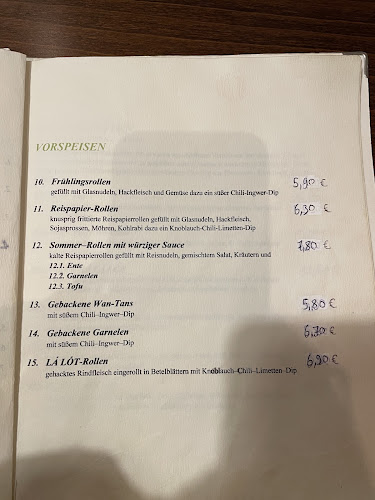 VORSPEISEN
10. Frühlingsrollen 5,90 €
gefüllt mit Glasnudeln, Hackfleisch und Gemüse dazu ein süßer Chili-Ingwer-Dip
11. Reispapier-Rollen 6,30 €
knusprig frittierte Reispapierrollen gefüllt mit Glasnudeln, Hackfleisch,
Sojasprossen, Möhren, Kohlrabi dazu ein Knoblauch-Chili-Limetten-Dip
12. Sommer–Rollen mit würziger Sauce 7,80 €
kalte Reispapierrollen gefüllt mit Reisnudeln, gemischtem Salat, Kräutern und
12.1. Ente
12.2. Garnelen
12.3. Tofu
13. Gebackene Wan-Tans 5,80 €
mit süßem Chili–Ingwer–Dip
14. Gebackene Garnelen 6,70 €
mit süßem Chili–Ingwer–Dip
15. LÁ LÓT-Rollen 6,90 €
gehacktes Rindfleisch eingerollt in Betelblättern mit Knoblauch–Chili–Limetten–Dip